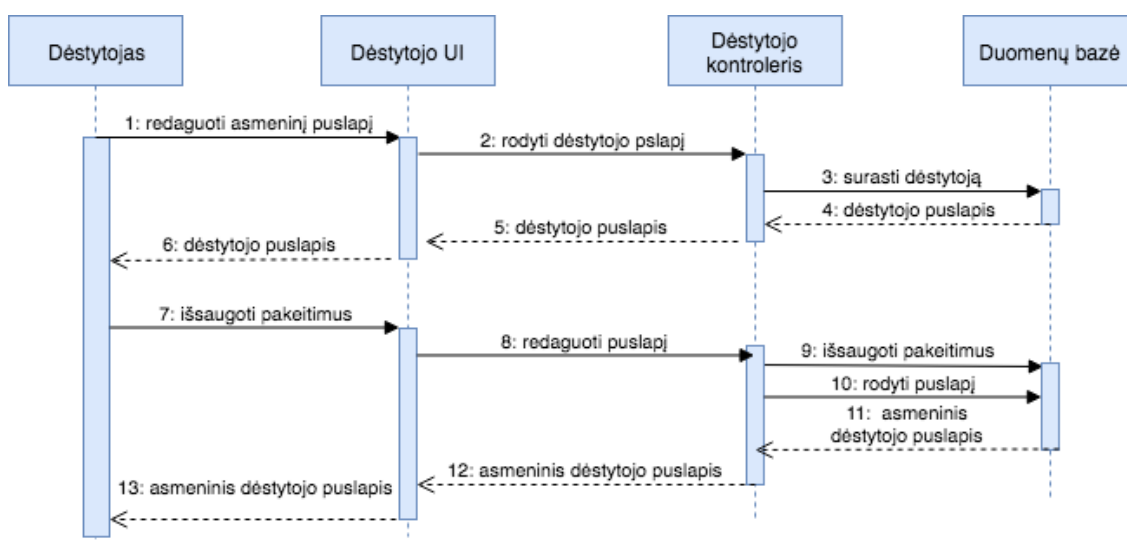 Dėstytojas
Dėstytojo UI
Dėstytojo
kontroleris
Duomenų bazė
1: redaguoti asmeninį puslapį
2: rodyti dėstytojo pslapį
3: surasti dėstytoją
4: dėstytojo puslapis
5: dėstytojo puslapis
6: dėstytojo puslapis
7: išsaugoti pakeitimus
8: redaguoti puslapį
9: išsaugoti pakeitimus
10: rodyti puslapį
11: asmeninis
dėstytojo puslapis
12: asmeninis dėstytojo puslapis
13: asmeninis dėstytojo puslapis